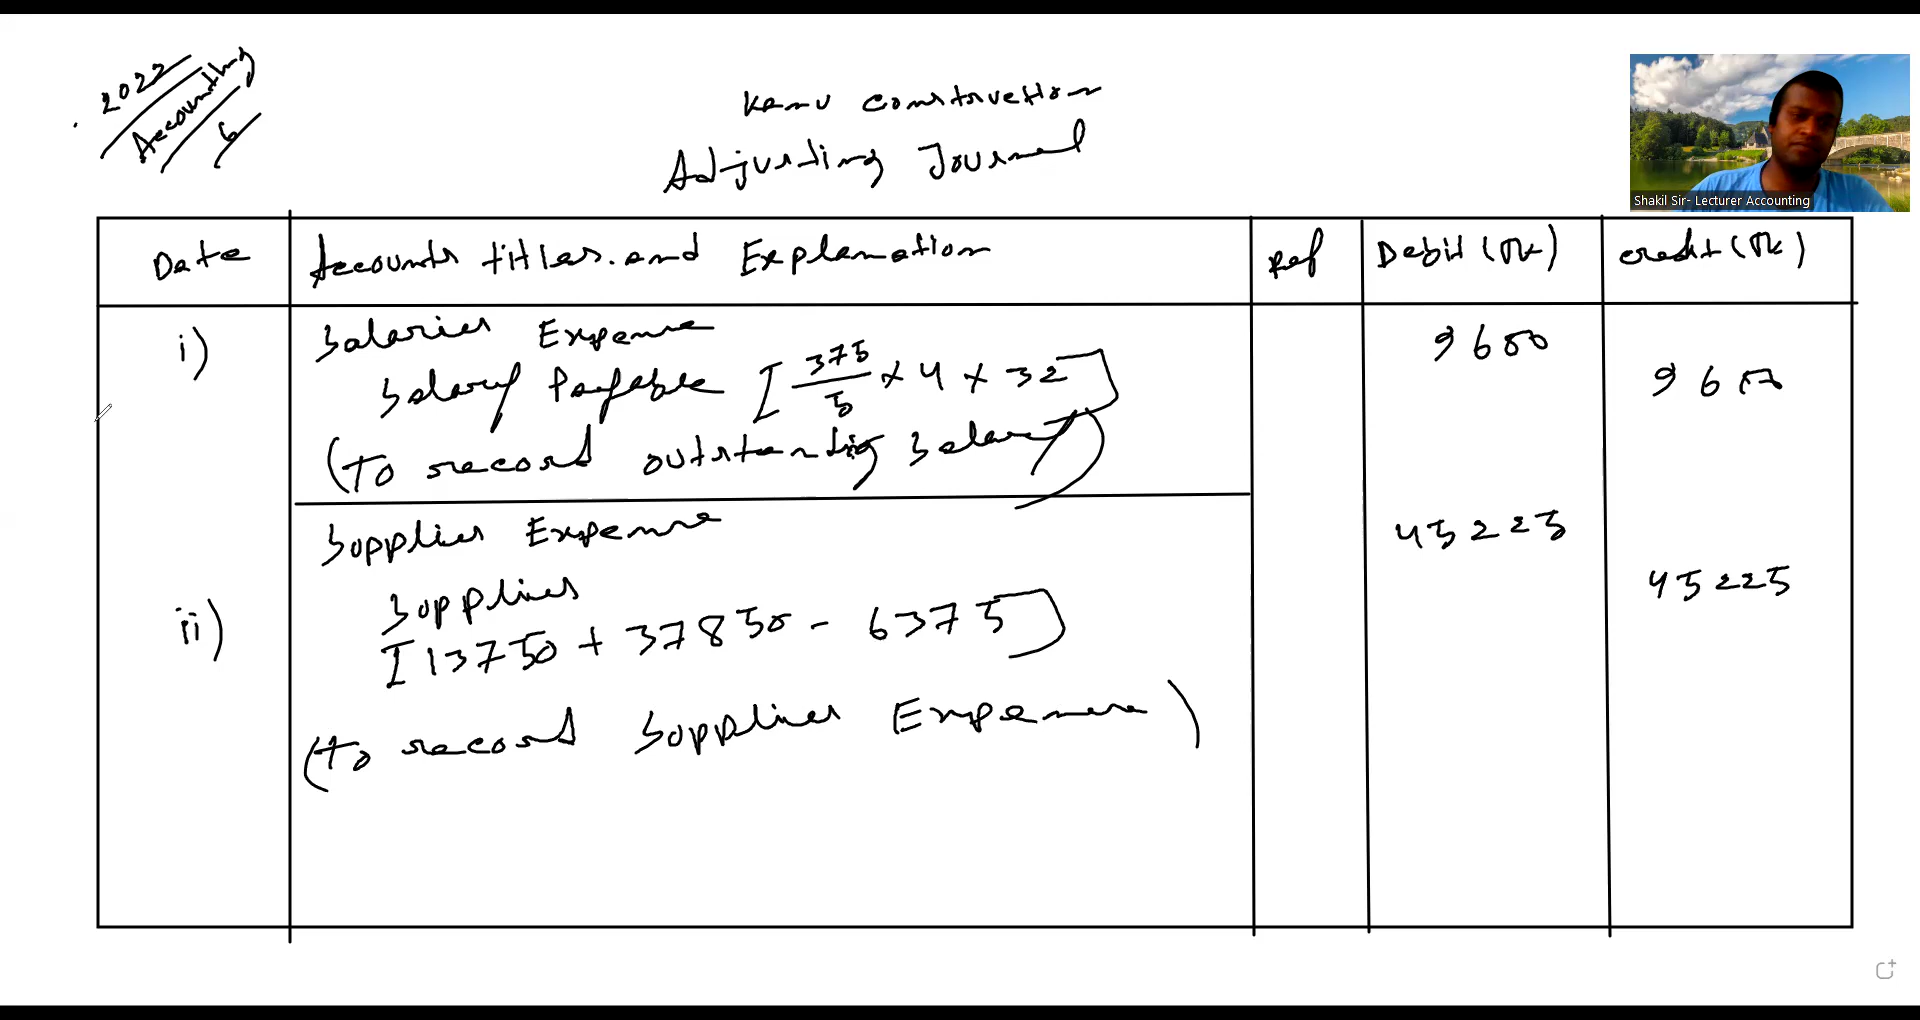 2022
Accounting
6
Kanu Construction
Adjusting Journal
Shakil Sir- Lecturer Accounting
Date Accounts titles and Explanation Ref Debit (Tk) credit (Tk)
i) Salaries Expense 9600
Salary Payable [375/5 × 4 × 32] 9600
(To record outstanding salary)
Supplies Expense 45225
ii) Supplies 45225
[13750 + 37850 - 6375]
(To record Supplies Expense)